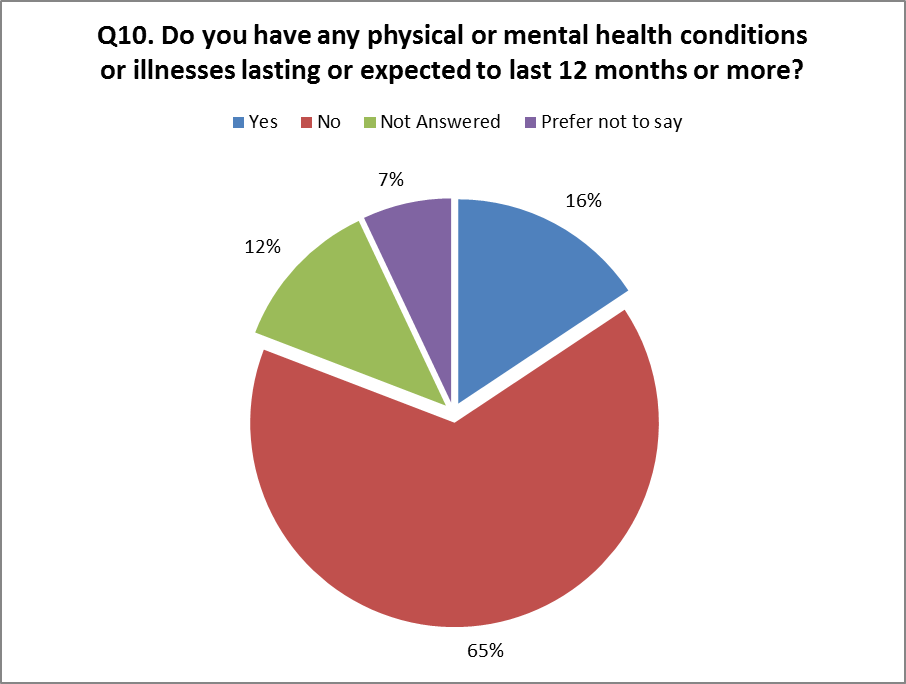 Q10. Do you have any physical or mental health conditions
or illnesses lasting or expected to last 12 months or more?
Yes No Not Answered Prefer not to say
7%
16%
12%
65%